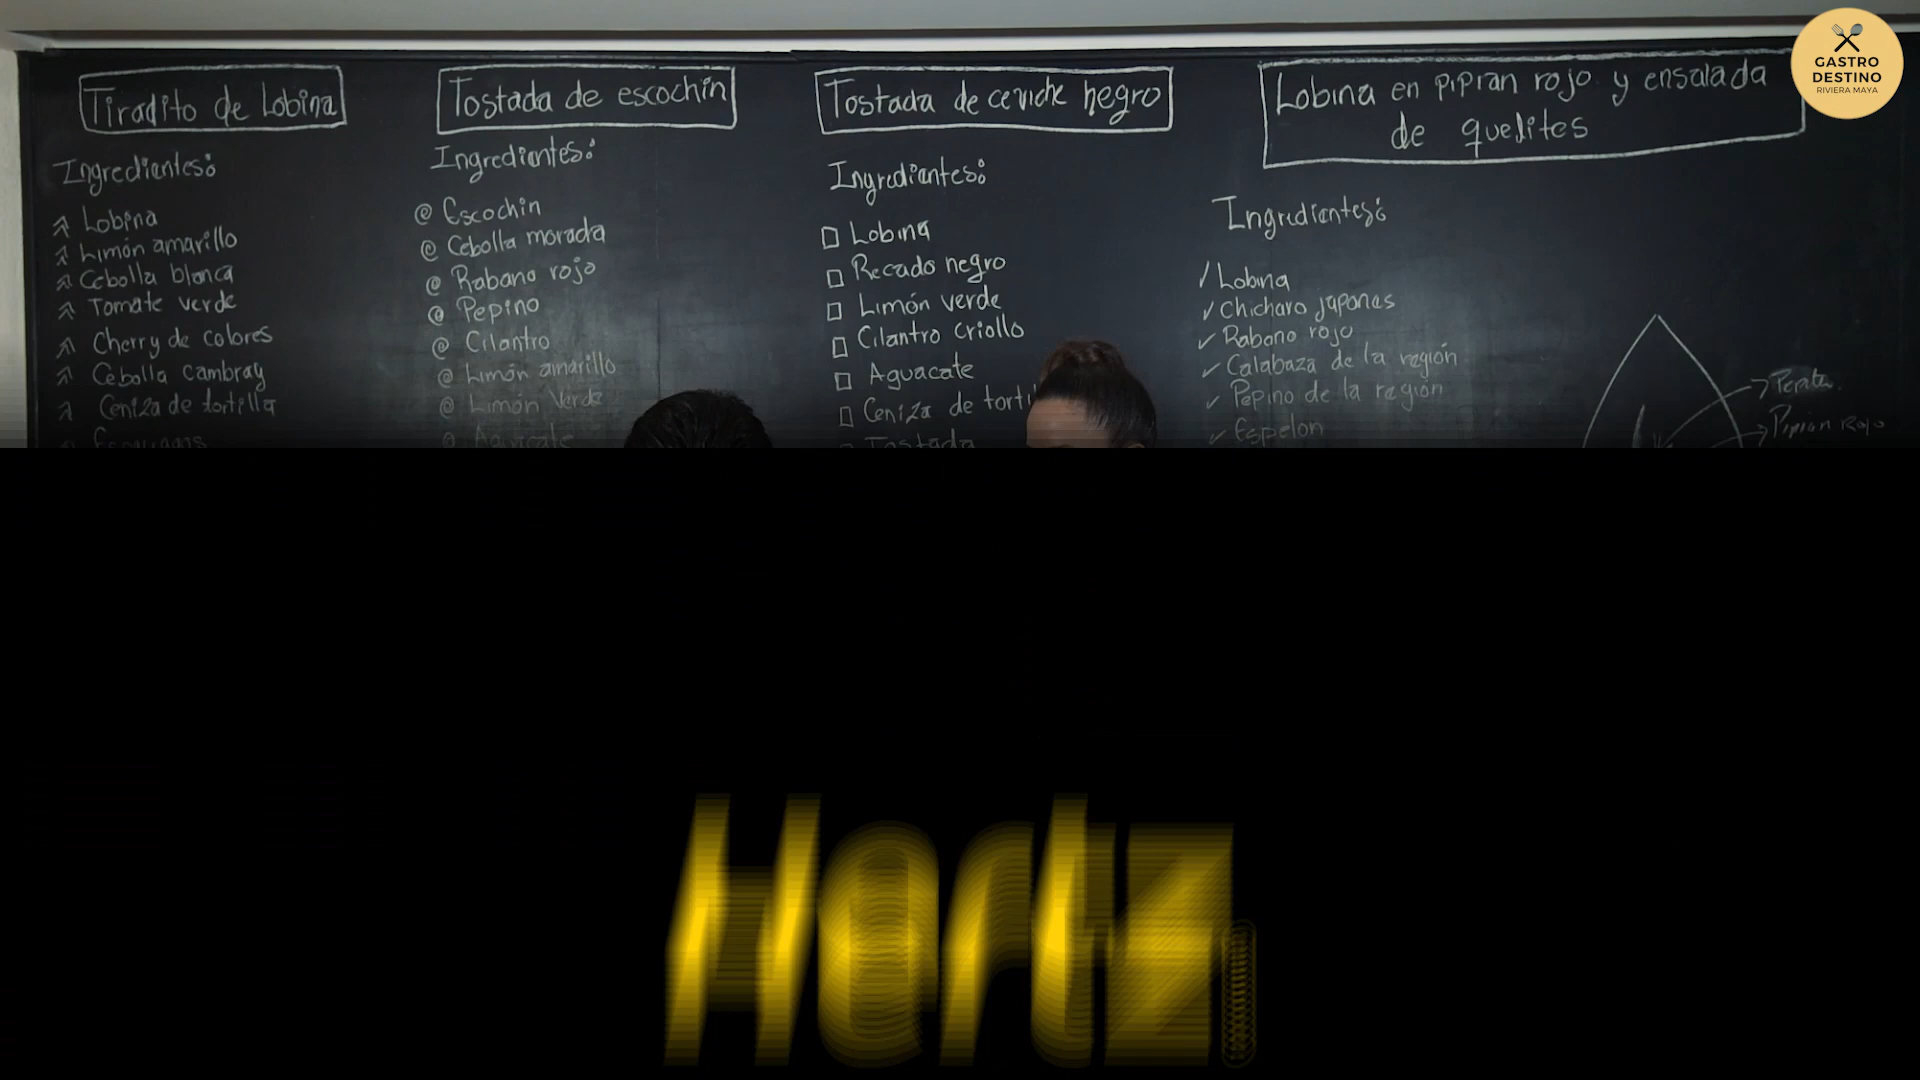 Tiradito de Lobina
Ingredientes:
Lobina
Limón amarillo
Cebolla blanca
Tomate verde
Cherry de colores
Cebolla cambray
Ceniza de tortilla
Tostada de escochin
Ingredientes:
@ Escochin
@ Cebolla morada
@ Rabano rojo
@ Pepino
@ Cilantro
@ Limón amarillo
@ Limón Verde
@ Aguacate
Tostada de ceviche negro
Ingredientes:
Lobina
Recado negro
Limón verde
Cilantro criollo
Aguacate
Ceniza de torti
Tostada
Lobina en pipian rojo y ensalada
de quelites
Ingredientes:
✓ Lobina
✓ Chicharo japones
✓ Rabano rojo
✓ Calabaza de la región
✓ Pepino de la región
✓ Espelon
Pipian Rojo
GASTRO
DESTINO
RIVIERA MAYA
Hertz